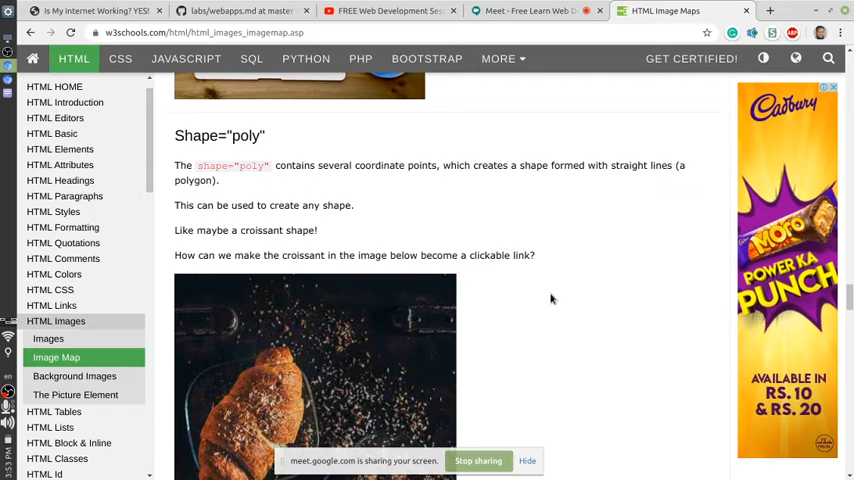 Is My Internet Working? YES!
labs/webapps.md at master
FREE Web Development Ses
Meet - Free Learn Web D
HTML Image Maps
w3schools.com/html/html_images_imagemap.asp
HTML CSS JAVASCRIPT SQL PYTHON PHP BOOTSTRAP MORE GET CERTIFIED!
HTML HOME
HTML Introduction
HTML Editors
HTML Basic
HTML Elements
HTML Attributes
HTML Headings
HTML Paragraphs
HTML Styles
HTML Formatting
HTML Quotations
HTML Comments
HTML Colors
HTML CSS
HTML Links
HTML Images
Images
Image Map
Background Images
The Picture Element
HTML Tables
HTML Lists
HTML Block & Inline
HTML Classes
HTML Id
Shape="poly"
The shape="poly" contains several coordinate points, which creates a shape formed with straight lines (a
polygon).
This can be used to create any shape.
Like maybe a croissant shape!
How can we make the croissant in the image below become a clickable link?
Cadbury
MORO
POWER KA
PUNCH
AVAILABLE IN
RS. 10
& RS. 20
meet.google.com is sharing your screen.
Stop sharing
Hide
en
3:53 PM
ABP